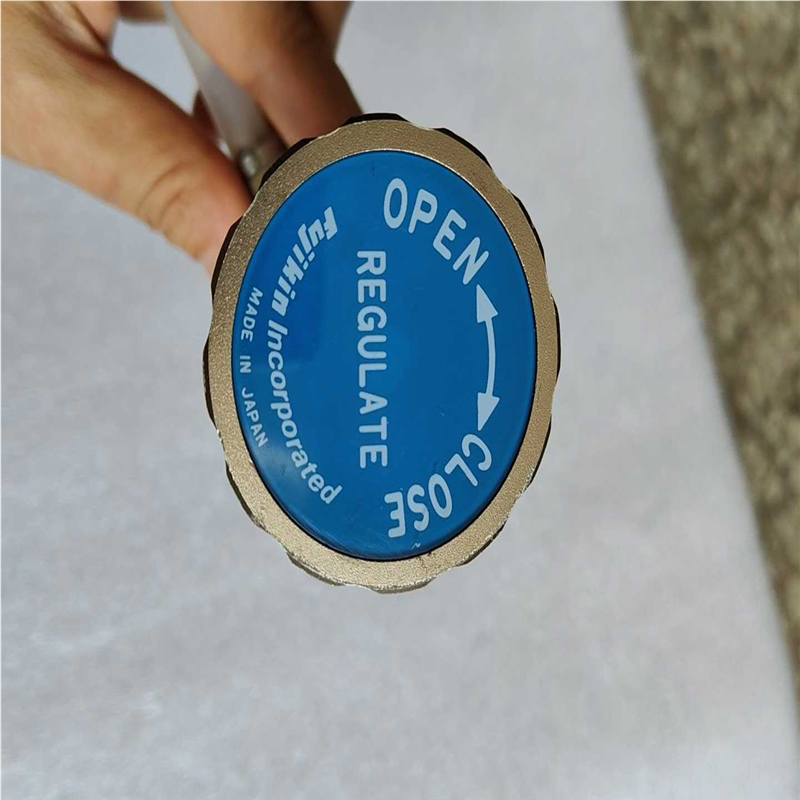 OPEN
CLOSE
REGULATE
Fujikin Incorporated
MADE IN JAPAN